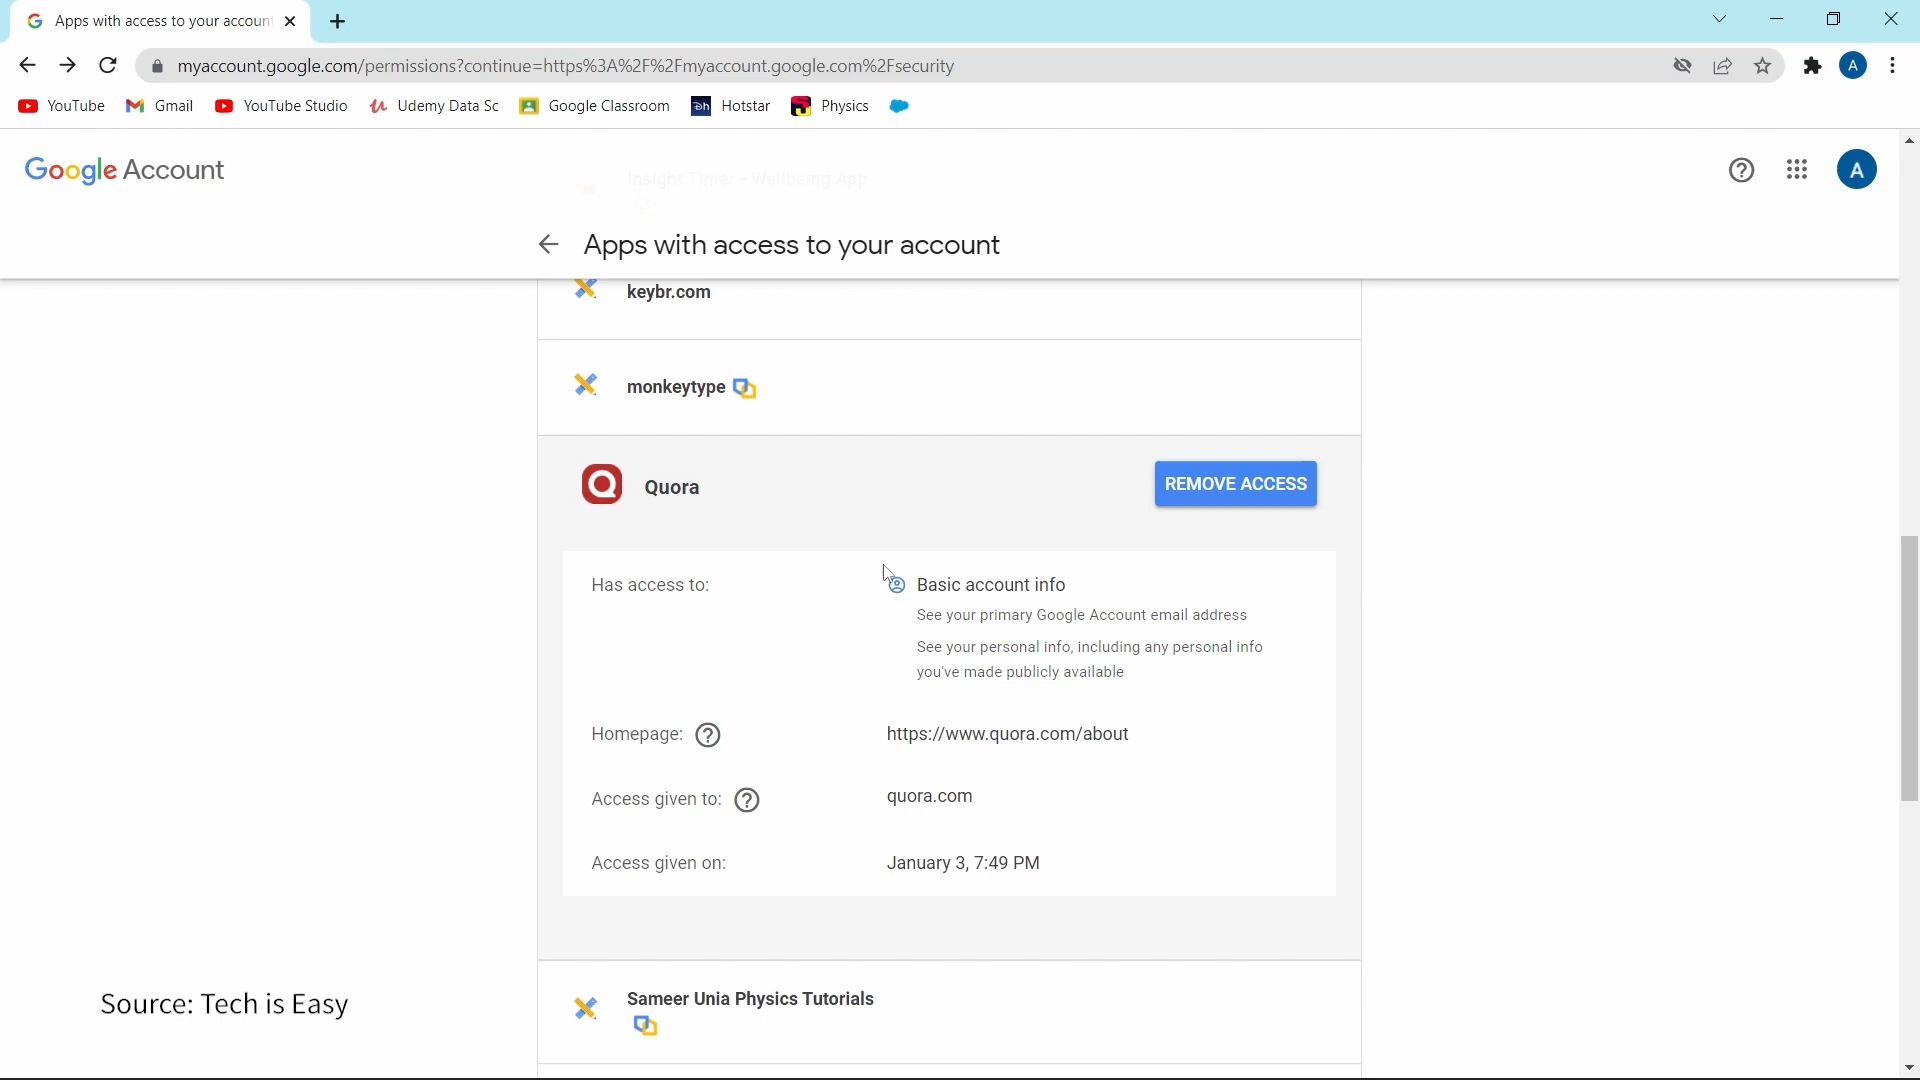 Apps with access to your accoun
myaccount.google.com/permissions?continue=https%3A%2F%2Fmyaccount.google.com%2Fsecurity
A
YouTube
Gmail
YouTube Studio
Udemy Data Sc
Google Classroom
Hotstar
Physics
Google Account
A
Insight Timer - Wellbeing App
Apps with access to your account
keybr.com
monkeytype
Quora
REMOVE ACCESS
Has access to:
Basic account info
See your primary Google Account email address
See your personal info, including any personal info
you've made publicly available
Homepage:
https://www.quora.com/about
Access given to:
quora.com
Access given on:
January 3, 7:49 PM
Sameer Unia Physics Tutorials
Source: Tech is Easy